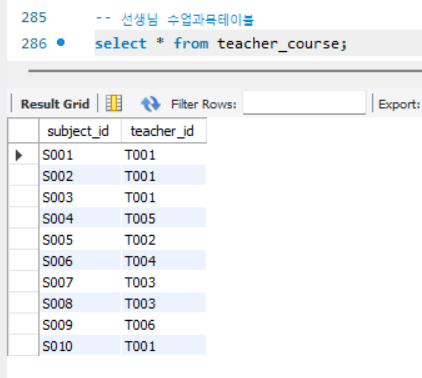 285 -- 선생님 수업과목테이블
286 select * from teacher_course;
Result Grid Filter Rows: Export:
subject_id teacher_id
S001 T001
S002 T001
S003 T001
S004 T005
S005 T002
S006 T004
S007 T003
S008 T003
S009 T006
S010 T001